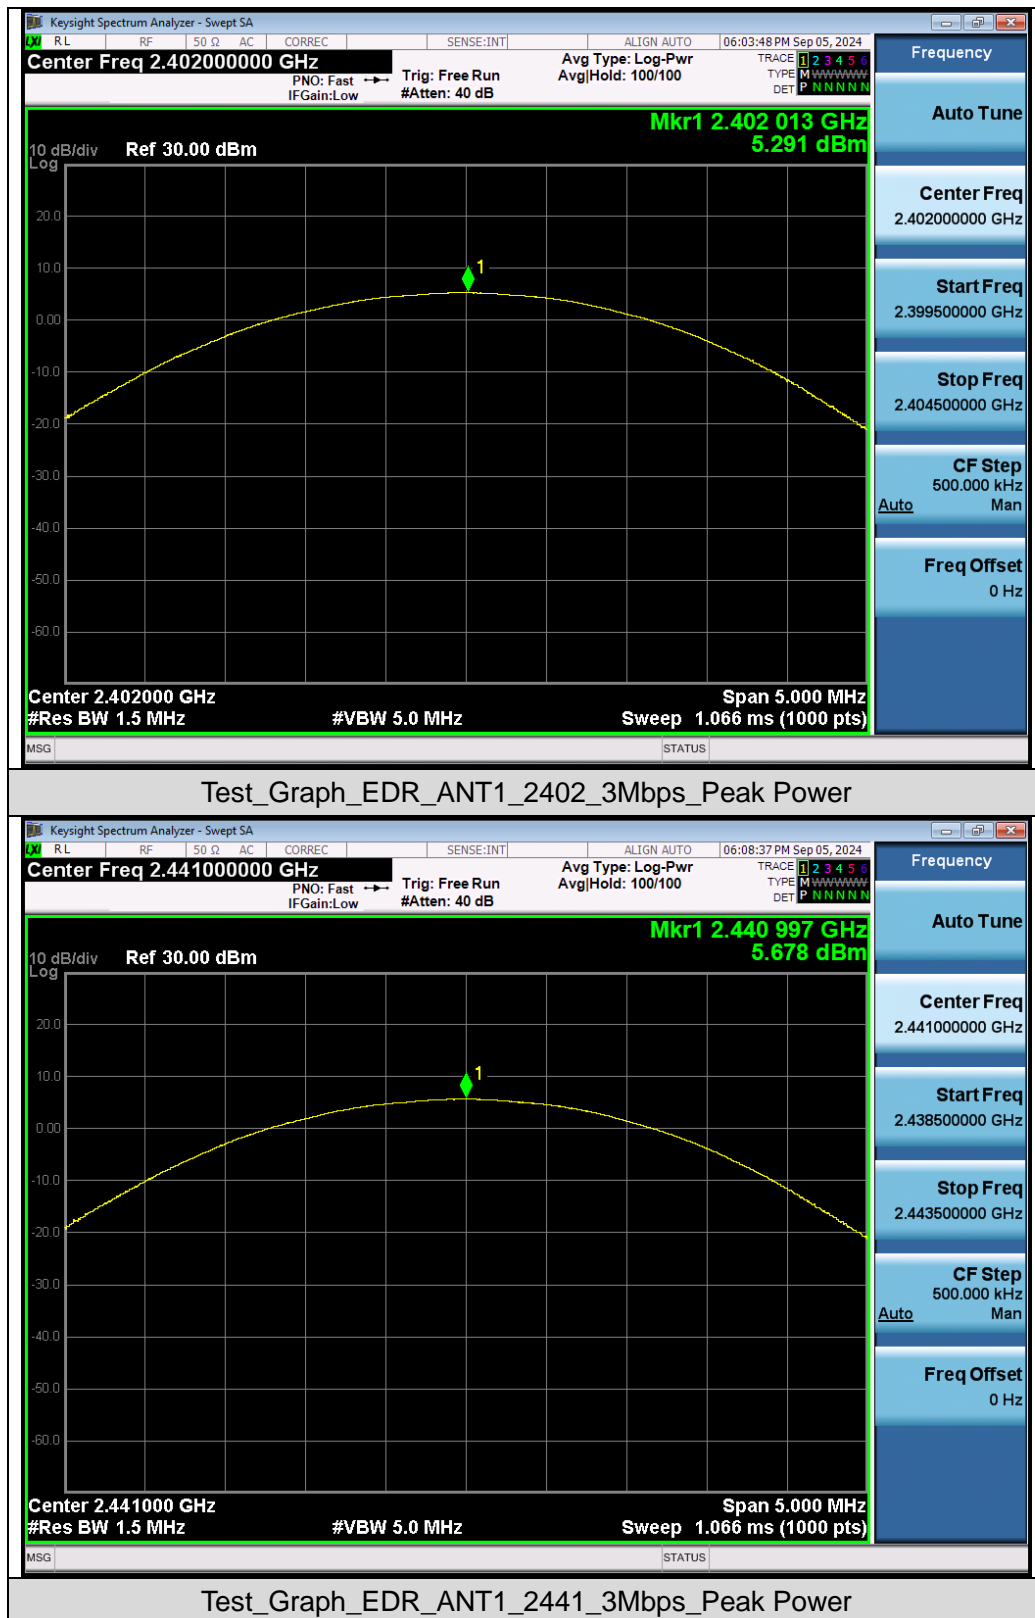 Keysight Spectrum Analyzer - Swept SA
LXI RL RF 50 Ω AC CORREC SENSE:INT ALIGN AUTO 06:03:48 PM Sep 05, 2024
Center Freq 2.402000000 GHz
PNO: Fast
IFGain:Low
Trig: Free Run
#Atten: 40 dB
Avg Type: Log-Pwr
Avg|Hold: 100/100
TRACE 1 2 3 4 5 6
TYPE M WWWWW
DET P N N N N N
Mkr1 2.402 013 GHz
5.291 dBm
10 dB/div Ref 30.00 dBm
Log
20.0
10.0
1
0.00
-10.0
-20.0
-30.0
-40.0
-50.0
-60.0
Center 2.402000 GHz Span 5.000 MHz
#Res BW 1.5 MHz #VBW 5.0 MHz Sweep 1.066 ms (1000 pts)
MSG STATUS
Frequency
Auto Tune
Center Freq
2.402000000 GHz
Start Freq
2.399500000 GHz
Stop Freq
2.404500000 GHz
CF Step
500.000 kHz
Auto Man
Freq Offset
0 Hz
Test_Graph_EDR_ANT1_2402_3Mbps_Peak Power
Keysight Spectrum Analyzer - Swept SA
LXI RL RF 50 Ω AC CORREC SENSE:INT ALIGN AUTO 06:08:37 PM Sep 05, 2024
Center Freq 2.441000000 GHz
PNO: Fast
IFGain:Low
Trig: Free Run
#Atten: 40 dB
Avg Type: Log-Pwr
Avg|Hold: 100/100
TRACE 1 2 3 4 5 6
TYPE M WWWWW
DET P N N N N N
Mkr1 2.440 997 GHz
5.678 dBm
10 dB/div Ref 30.00 dBm
Log
20.0
10.0
1
0.00
-10.0
-20.0
-30.0
-40.0
-50.0
-60.0
Center 2.441000 GHz Span 5.000 MHz
#Res BW 1.5 MHz #VBW 5.0 MHz Sweep 1.066 ms (1000 pts)
MSG STATUS
Frequency
Auto Tune
Center Freq
2.441000000 GHz
Start Freq
2.438500000 GHz
Stop Freq
2.443500000 GHz
CF Step
500.000 kHz
Auto Man
Freq Offset
0 Hz
Test_Graph_EDR_ANT1_2441_3Mbps_Peak Power